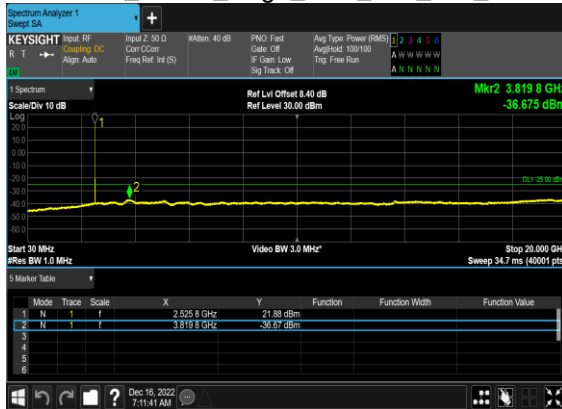 Spectrum Analyzer 1
Swept SA
+
KEYSIGHT Input: RF Input Z: 50 Ω #Atten: 40 dB PNO: Fast Avg Type: Power (RMS) 1 2 3 4 5 6
R T Coupling: DC Corr CCorr Gate: Off Avg|Hold: 100/100 A W W W W W
Align: Auto Freq Ref: Int (S) IF Gain: Low Trig: Free Run
Sig Track: Off A N N N N N
1 Spectrum Ref Lvl Offset 8.40 dB Mkr2 3.819 8 GHz
Scale/Div 10 dB Ref Level 30.00 dBm -36.675 dBm
Log
20.0
10.0
0.00
-10.0
-20.0
-30.0
-40.0
-50.0
-60.0
1
2
DL1 -25.00 dBm
Start 30 MHz Video BW 3.0 MHz* Stop 20.000 GHz
#Res BW 1.0 MHz Sweep 34.7 ms (40001 pts)
5 Marker Table
Mode Trace Scale X Y Function Function Width Function Value
1 N 1 f 2.525 8 GHz 21.88 dBm
2 N 1 f 3.819 8 GHz -36.67 dBm
3
4
5
6
? Dec 16, 2022
7:11:41 AM